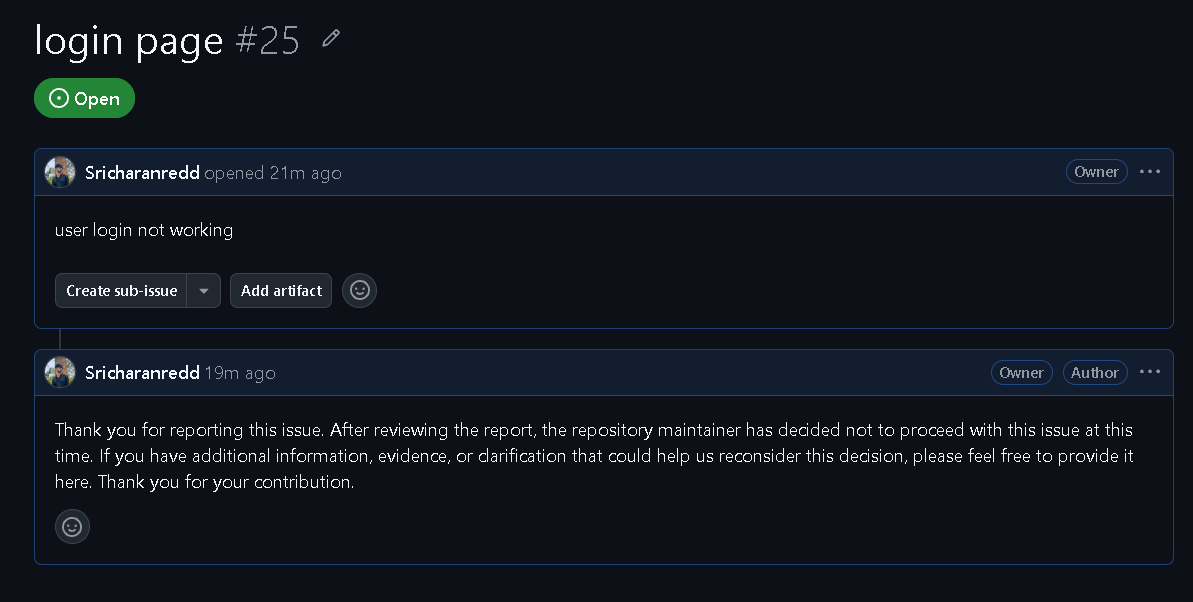 login page #25
Open
Sricharanredd opened 21m ago Owner
user login not working
Create sub-issue Add artifact
Sricharanredd 19m ago Owner Author
Thank you for reporting this issue. After reviewing the report, the repository maintainer has decided not to proceed with this issue at this
time. If you have additional information, evidence, or clarification that could help us reconsider this decision, please feel free to provide it
here. Thank you for your contribution.